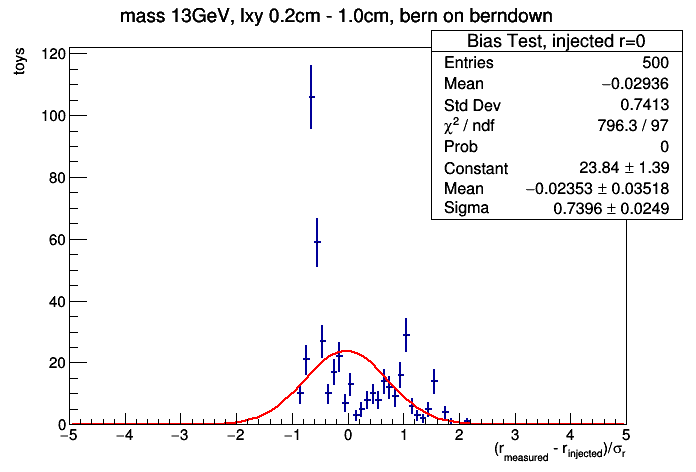 mass 13GeV, lxy 0.2cm - 1.0cm, bern on berndown
Bias Test, injected r=0
Entries 500
Mean −0.02936
Std Dev 0.7413
χ² / ndf 796.3 / 97
Prob 0
Constant 23.84 ± 1.39
Mean −0.02353 ± 0.03518
Sigma 0.7396 ± 0.0249
toys
120
100
80
60
40
20
0
−5 −4 −3 −2 −1 0 1 2 3 4 5
(r_measured - r_injected)/σ_r